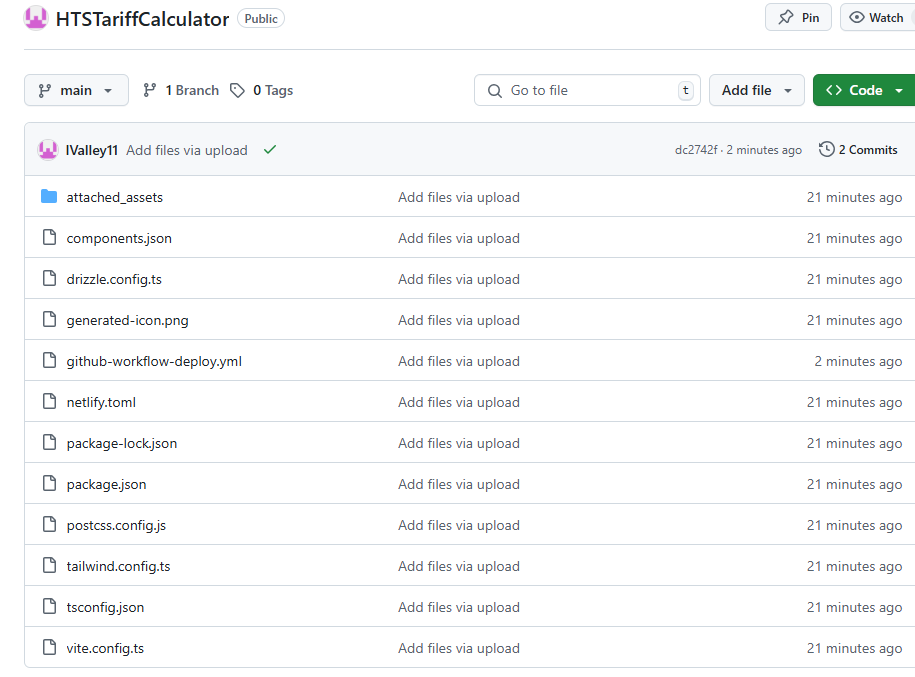 HTSTariffCalculator Public Pin Watch
main 1 Branch 0 Tags Go to file t Add file Code
IValley11 Add files via upload dc2742f · 2 minutes ago 2 Commits
attached_assets Add files via upload 21 minutes ago
components.json Add files via upload 21 minutes ago
drizzle.config.ts Add files via upload 21 minutes ago
generated-icon.png Add files via upload 21 minutes ago
github-workflow-deploy.yml Add files via upload 2 minutes ago
netlify.toml Add files via upload 21 minutes ago
package-lock.json Add files via upload 21 minutes ago
package.json Add files via upload 21 minutes ago
postcss.config.js Add files via upload 21 minutes ago
tailwind.config.ts Add files via upload 21 minutes ago
tsconfig.json Add files via upload 21 minutes ago
vite.config.ts Add files via upload 21 minutes ago